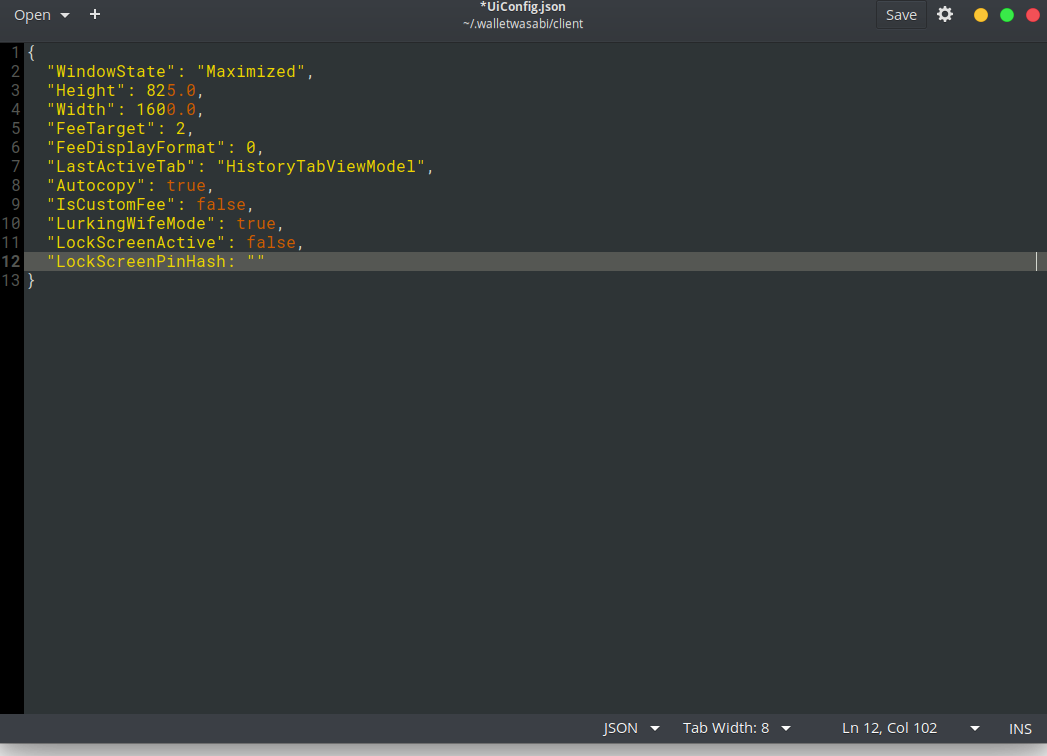 Open
+
*UiConfig.json
~/.walletwasabi/client
Save
1 {
2 "WindowState": "Maximized",
3 "Height": 825.0,
4 "Width": 1600.0,
5 "FeeTarget": 2,
6 "FeeDisplayFormat": 0,
7 "LastActiveTab": "HistoryTabViewModel",
8 "Autocopy": true,
9 "IsCustomFee": false,
10 "LurkingWifeMode": true,
11 "LockScreenActive": false,
12 "LockScreenPinHash: ""
13 }
JSON
Tab Width: 8
Ln 12, Col 102
INS